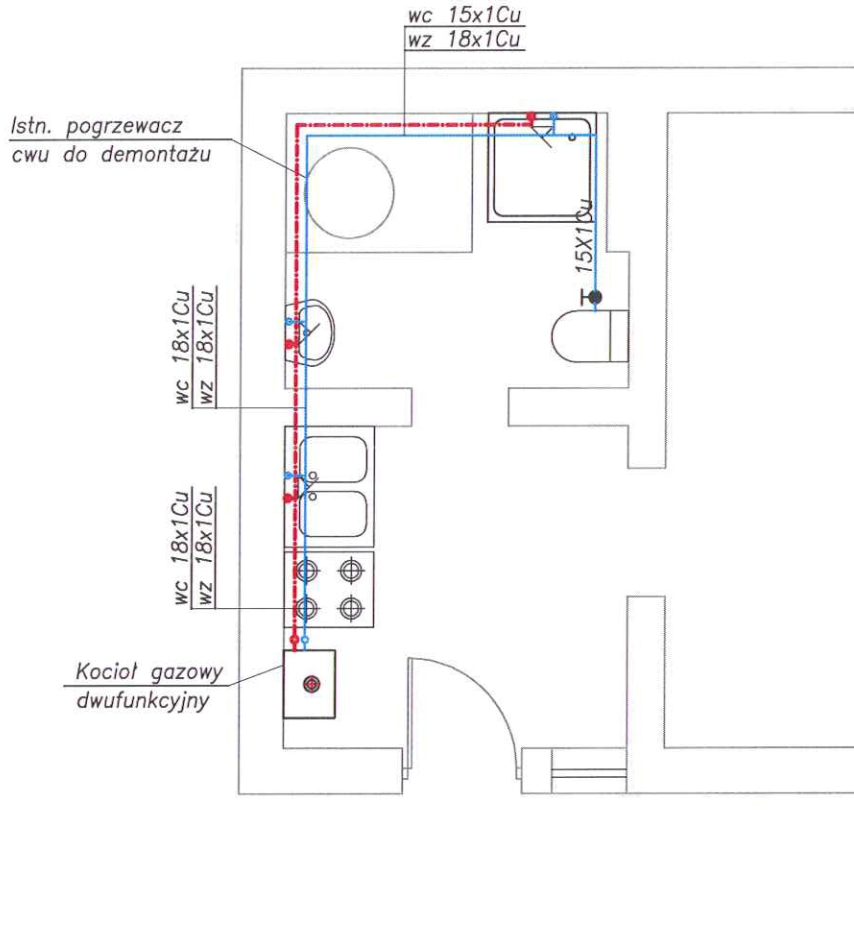 wc 15x1Cu
wz 18x1Cu
Istn. pogrzewacz
cwu do demontażu
15X1Cu
wc 18x1Cu
wz 18x1Cu
wc 18x1Cu
wz 18x1Cu
Kocioł gazowy
dwufunkcyjny